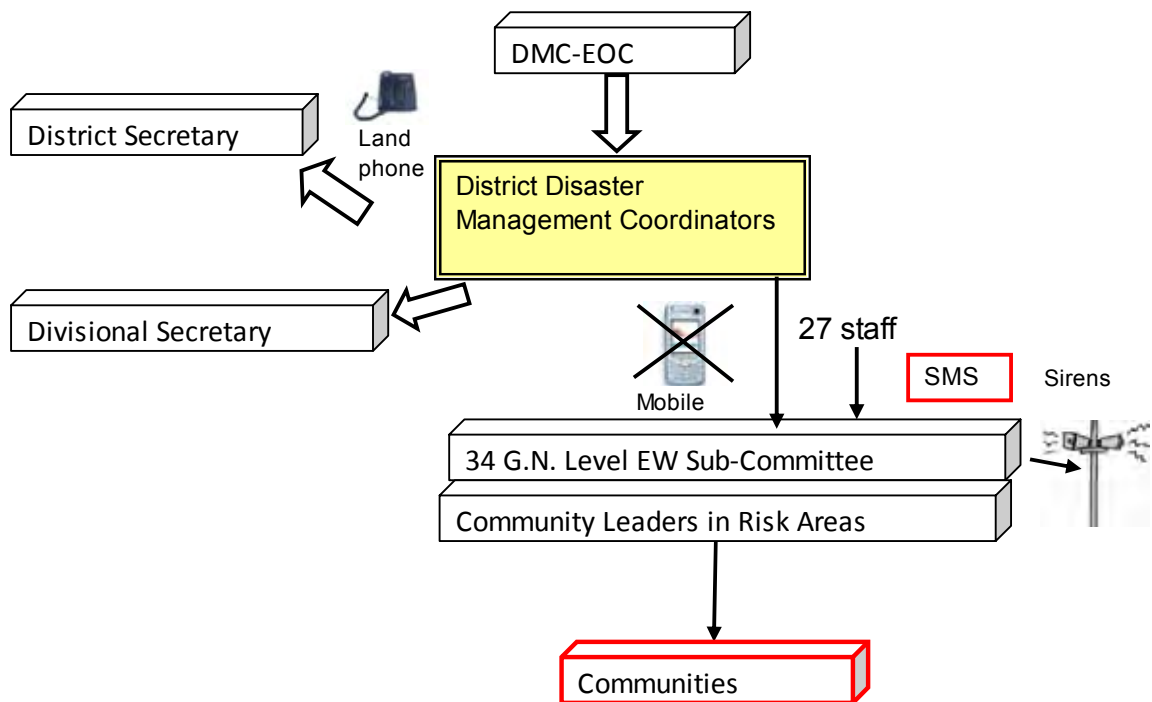 DMC-EOC
District Secretary
Land
phone
District Disaster
Management Coordinators
Divisional Secretary
27 staff
SMS
Sirens
Mobile
34 G.N. Level EW Sub-Committee
Community Leaders in Risk Areas
Communities